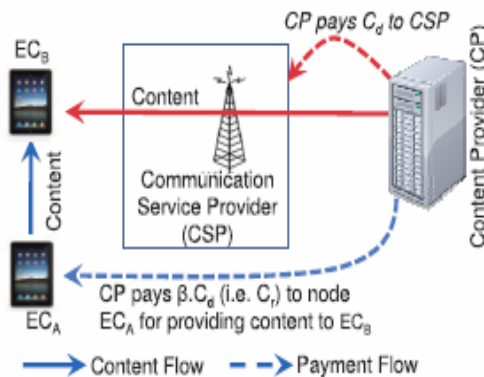 CP pays C_d to CSP
EC_B
Content
Communication
Service Provider
(CSP)
Content Provider (CP)
Content
EC_A
CP pays β.C_d (i.e. C_r) to node
EC_A for providing content to EC_B
Content Flow
Payment Flow